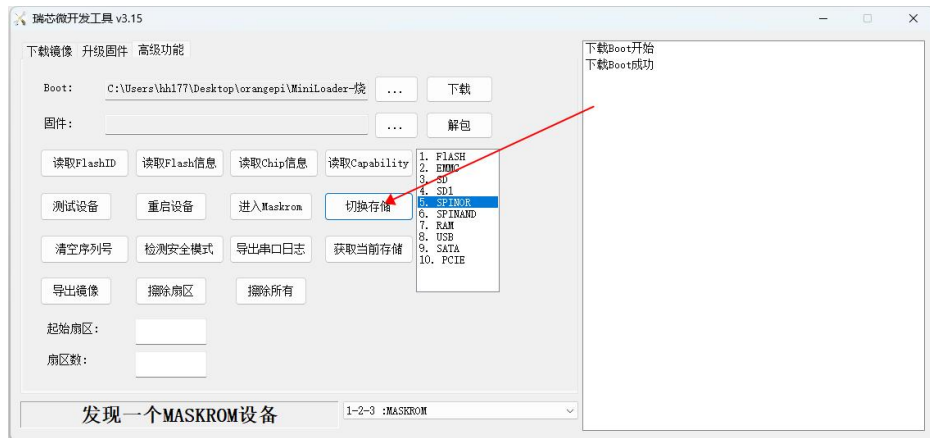 瑞芯微开发工具 v3.15
下载镜像 升级固件 高级功能
Boot: C:\Users\hh177\Desktop\orangepi\MiniLoader-烧 ... 下载
固件: ... 解包
读取FlashID 读取Flash信息 读取Chip信息 读取Capability
测试设备 重启设备 进入Maskrom 切换存储
清空序列号 检测安全模式 导出串口日志 获取当前存储
导出镜像 擦除扇区 擦除所有
起始扇区:
扇区数:
1. FlASH
2. EMMC
3. SD
4. SD1
5. SPINOR
6. SPINAND
7. RAM
8. USB
9. SATA
10. PCIE
发现一个MASKROM设备
1-2-3 :MASKROM
下载Boot开始
下载Boot成功